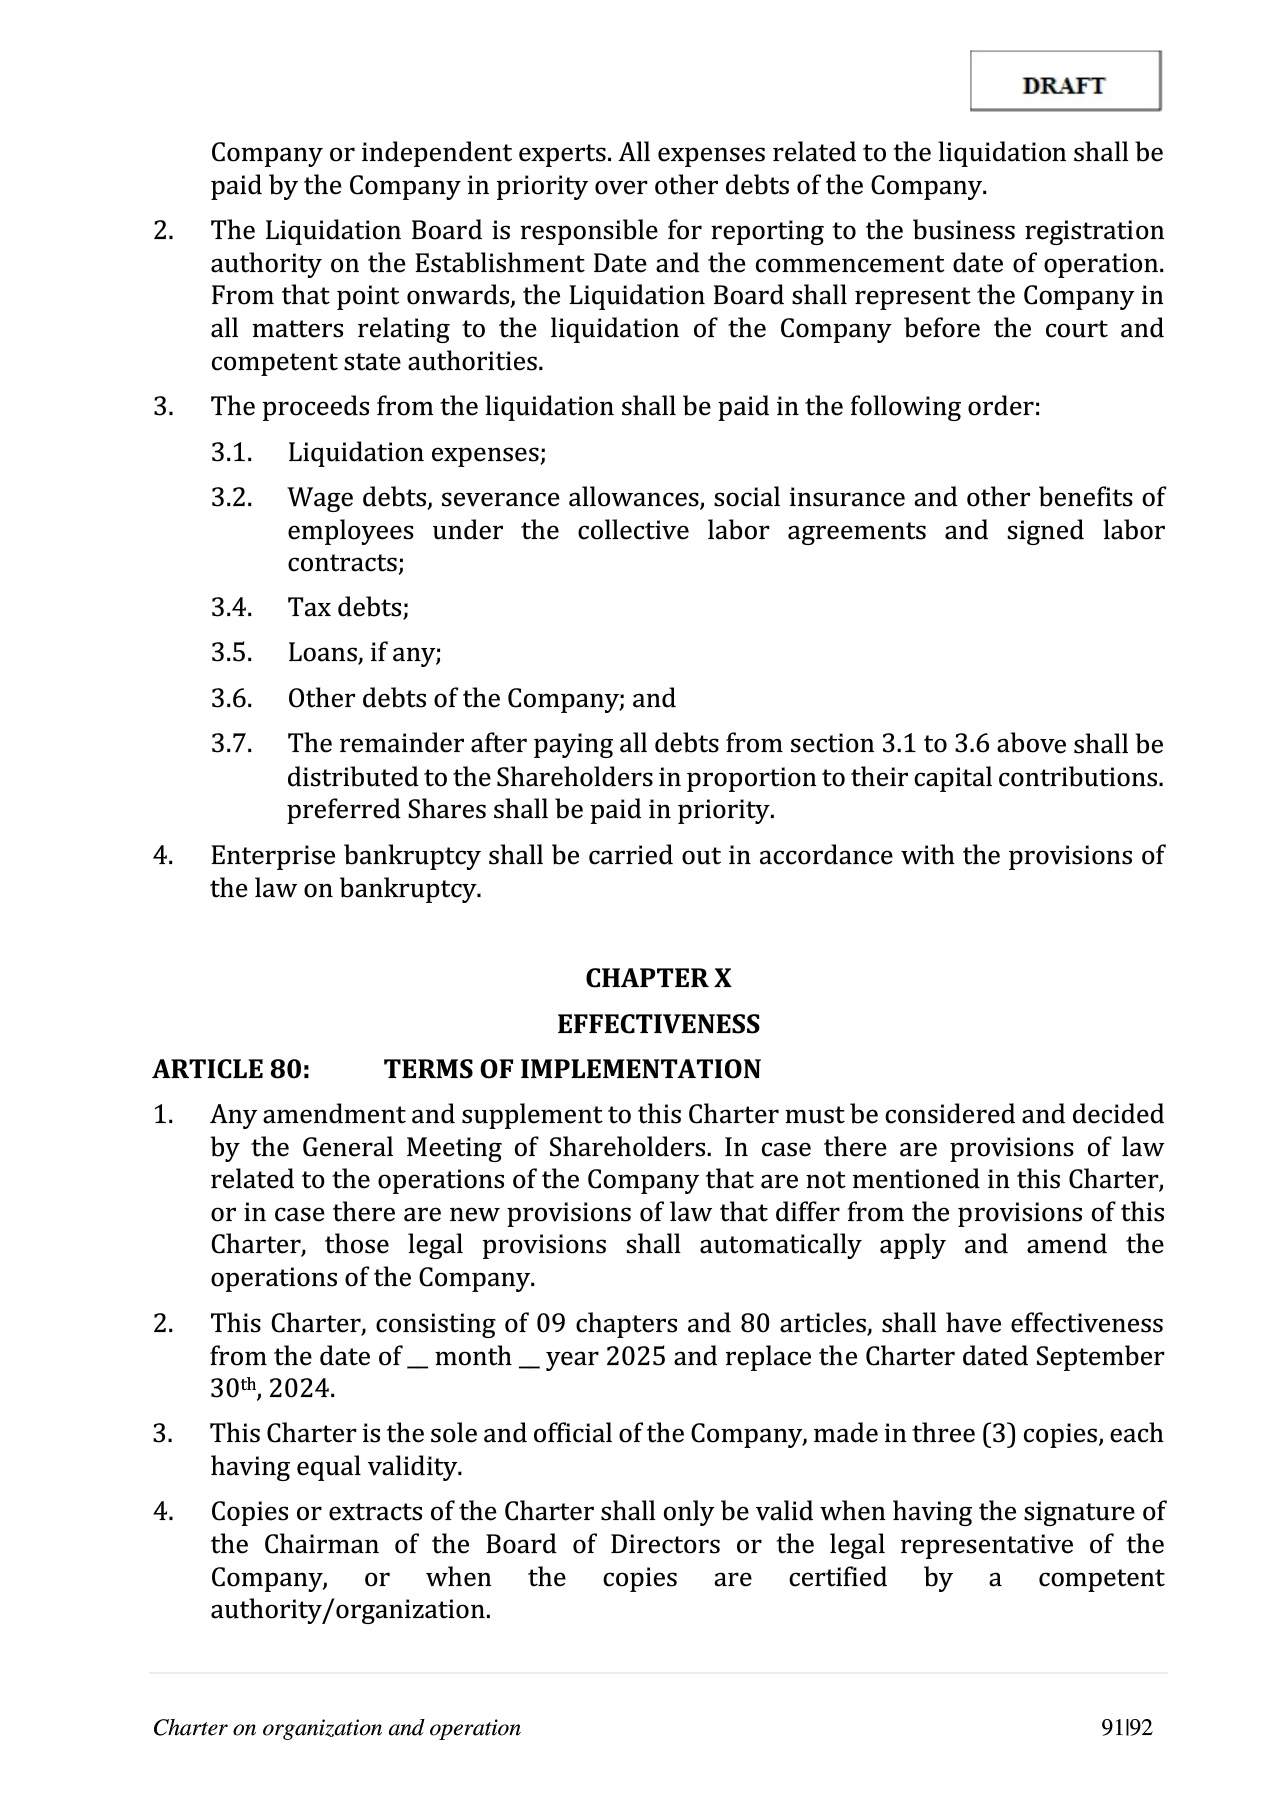 DRAFT
Company or independent experts. All expenses related to the liquidation shall be
paid by the Company in priority over other debts of the Company.
2. The Liquidation Board is responsible for reporting to the business registration
authority on the Establishment Date and the commencement date of operation.
From that point onwards, the Liquidation Board shall represent the Company in
all matters relating to the liquidation of the Company before the court and
competent state authorities.
3. The proceeds from the liquidation shall be paid in the following order:
3.1. Liquidation expenses;
3.2. Wage debts, severance allowances, social insurance and other benefits of
employees under the collective labor agreements and signed labor
contracts;
3.4. Tax debts;
3.5. Loans, if any;
3.6. Other debts of the Company; and
3.7. The remainder after paying all debts from section 3.1 to 3.6 above shall be
distributed to the Shareholders in proportion to their capital contributions.
preferred Shares shall be paid in priority.
4. Enterprise bankruptcy shall be carried out in accordance with the provisions of
the law on bankruptcy.
CHAPTER X
EFFECTIVENESS
ARTICLE 80: TERMS OF IMPLEMENTATION
1. Any amendment and supplement to this Charter must be considered and decided
by the General Meeting of Shareholders. In case there are provisions of law
related to the operations of the Company that are not mentioned in this Charter,
or in case there are new provisions of law that differ from the provisions of this
Charter, those legal provisions shall automatically apply and amend the
operations of the Company.
2. This Charter, consisting of 09 chapters and 80 articles, shall have effectiveness
from the date of __ month __ year 2025 and replace the Charter dated September
30th, 2024.
3. This Charter is the sole and official of the Company, made in three (3) copies, each
having equal validity.
4. Copies or extracts of the Charter shall only be valid when having the signature of
the Chairman of the Board of Directors or the legal representative of the
Company, or when the copies are certified by a competent
authority/organization.
Charter on organization and operation 91|92